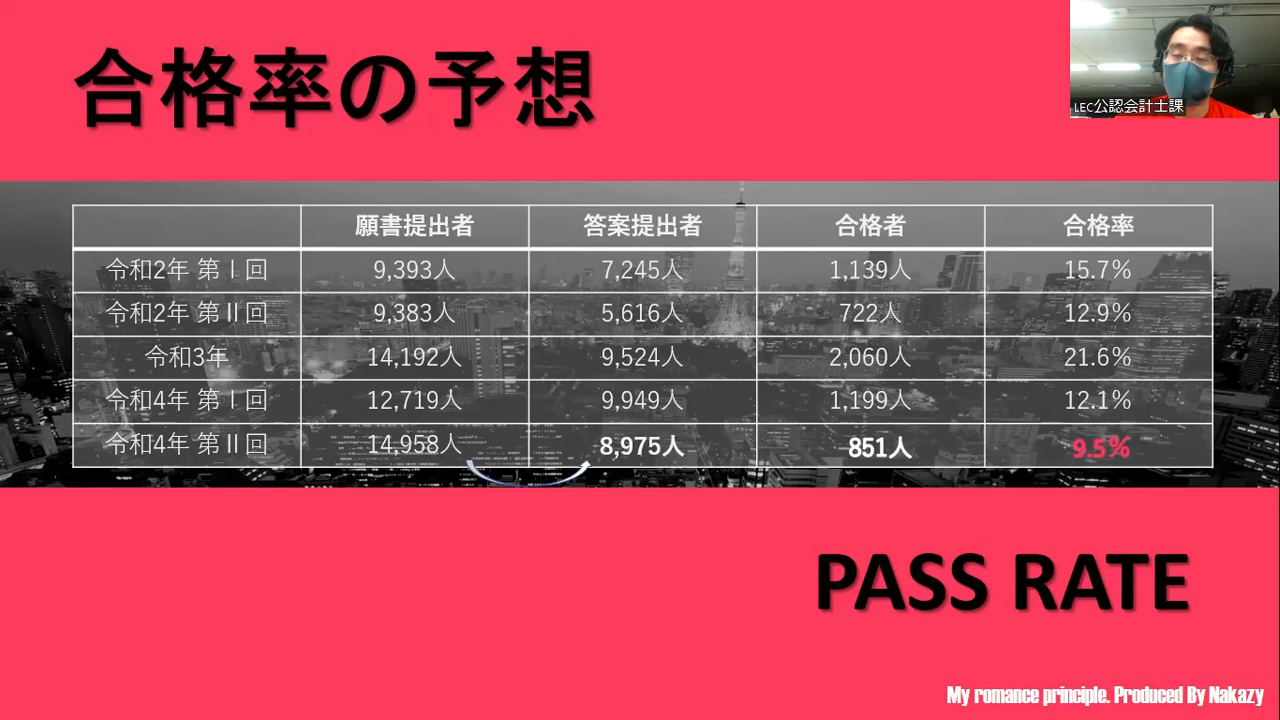 合格率の予想
LEC公認会計士課
願書提出者 答案提出者 合格者 合格率
令和2年 第Ⅰ回 9,393人 7,245人 1,139人 15.7%
令和2年 第Ⅱ回 9,383人 5,616人 722人 12.9%
令和3年 14,192人 9,524人 2,060人 21.6%
令和4年 第Ⅰ回 12,719人 9,949人 1,199人 12.1%
令和4年 第Ⅱ回 14,958人 8,975人 851人 9.5%
PASS RATE
My romance principle. Produced By Nakazy